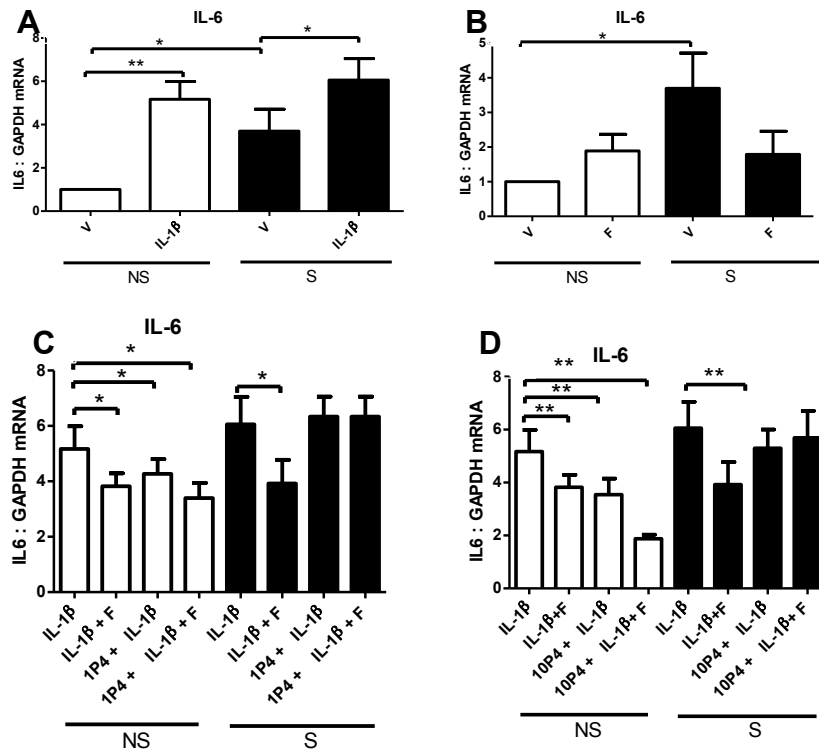 A
IL-6
IL6 : GAPDH mRNA
8
6
4
2
0
*
**
*
V
IL-1β
V
IL-1β
NS
S
B
IL-6
IL6 : GAPDH mRNA
5
4
3
2
1
0
*
V
F
V
F
NS
S
C
IL-6
IL6 : GAPDH mRNA
8
6
4
2
0
*
*
*
*
IL-1β
IL-1β + F
1P4 + IL-1β
1P4 + IL-1β + F
IL-1β
IL-1β + F
1P4 + IL-1β
1P4 + IL-1β + F
NS
S
D
IL-6
IL6 : GAPDH mRNA
8
6
4
2
0
**
**
**
**
IL-1β
IL-1β+F
10P4 + IL-1β
10P4 + IL-1β+ F
IL-1β
IL-1β+F
10P4 + IL-1β
10P4 + IL-1β+ F
NS
S